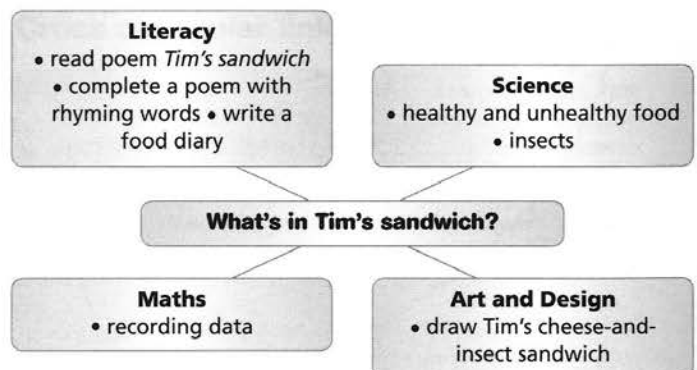 Literacy
• read poem Tim's sandwich
• complete a poem with
rhyming words • write a
food diary
Science
• healthy and unhealthy food
• insects
What's in Tim's sandwich?
Maths
• recording data
Art and Design
• draw Tim's cheese-and-
insect sandwich